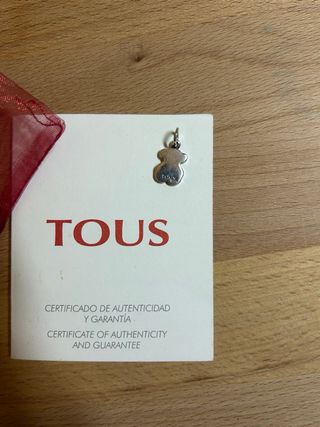 TOUS
CERTIFICADO DE AUTENTICIDAD
Y GARANTÍA
CERTIFICATE OF AUTHENTICITY
AND GUARANTEE